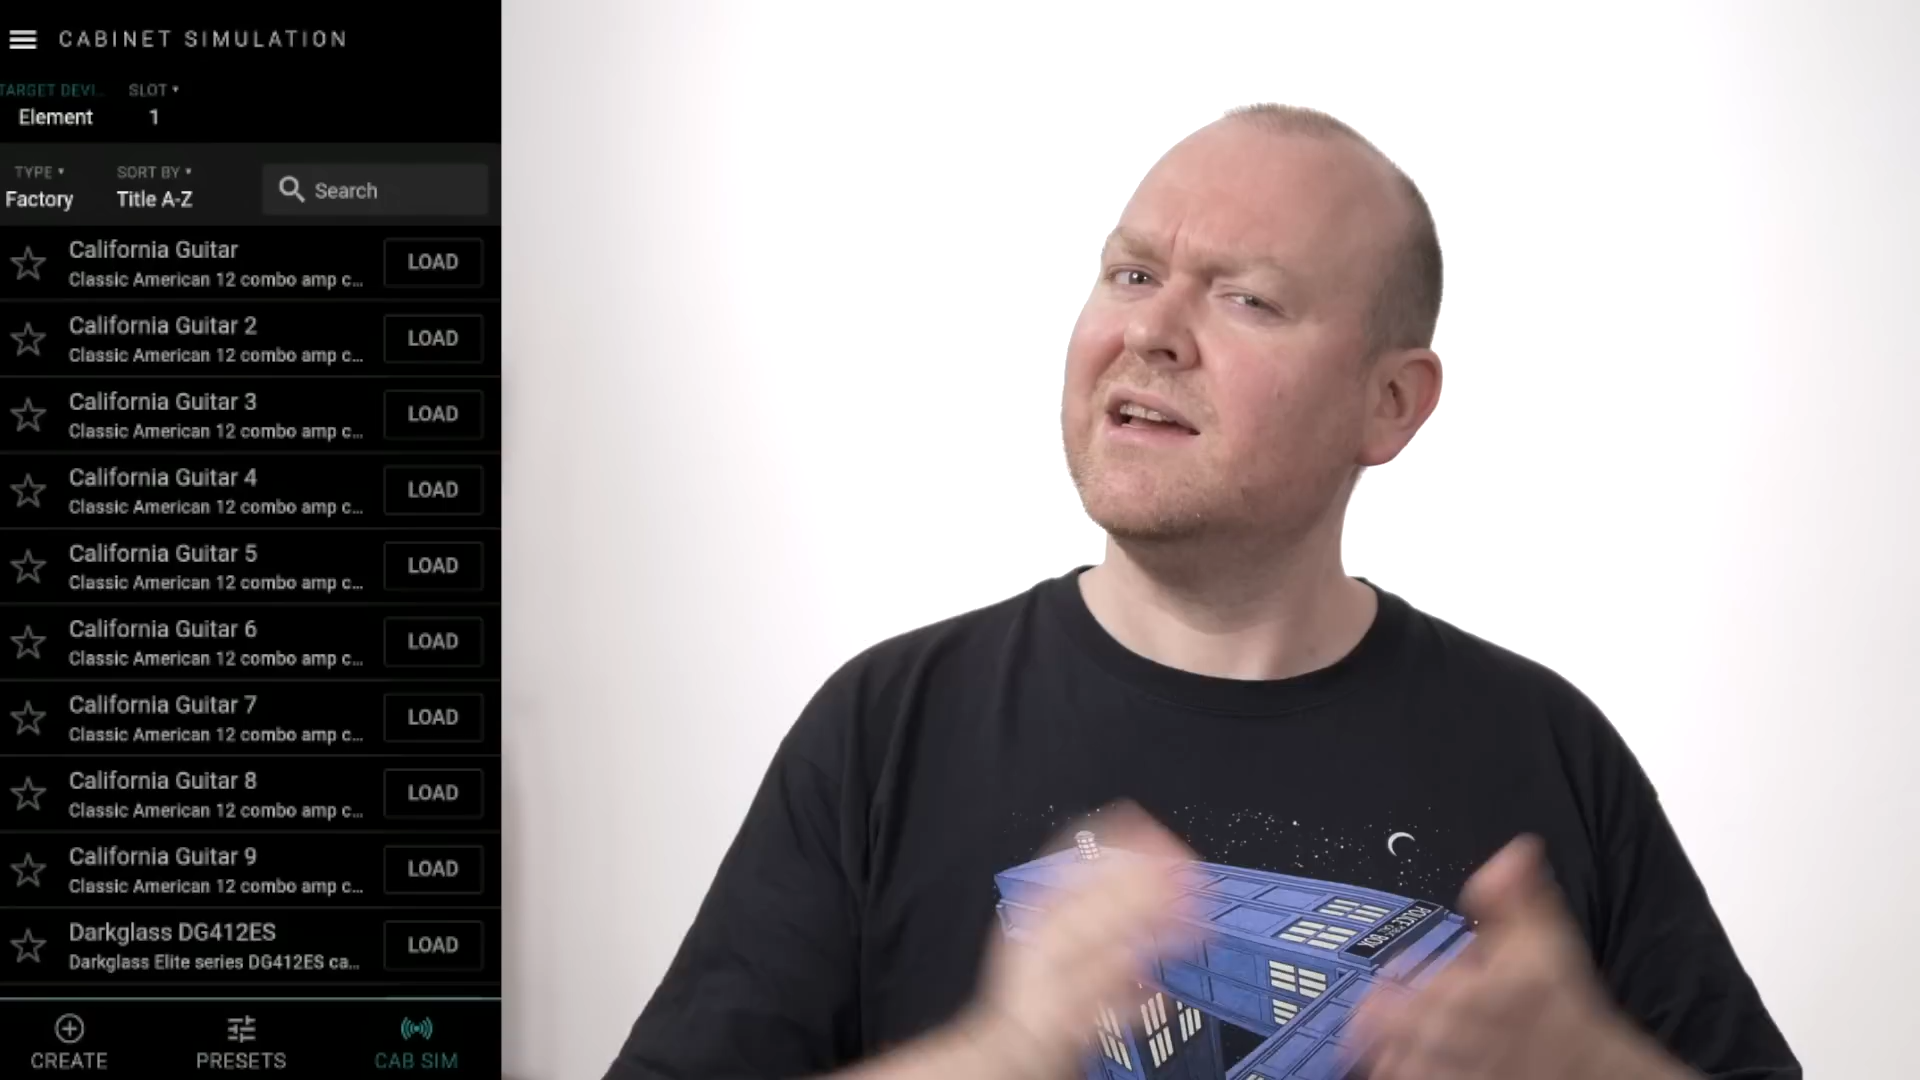 CABINET SIMULATION
TARGET DEVI...
SLOT
Element
1
TYPE
SORT BY
Factory
Title A-Z
Search
California Guitar
Classic American 12 combo amp c...
LOAD
California Guitar 2
Classic American 12 combo amp c...
LOAD
California Guitar 3
Classic American 12 combo amp c...
LOAD
California Guitar 4
Classic American 12 combo amp c...
LOAD
California Guitar 5
Classic American 12 combo amp c...
LOAD
California Guitar 6
Classic American 12 combo amp c...
LOAD
California Guitar 7
Classic American 12 combo amp c...
LOAD
California Guitar 8
Classic American 12 combo amp c...
LOAD
California Guitar 9
Classic American 12 combo amp c...
LOAD
Darkglass DG412ES
Darkglass Elite series DG412ES ca...
LOAD
CREATE
PRESETS
CAB SIM
POLICE BOX